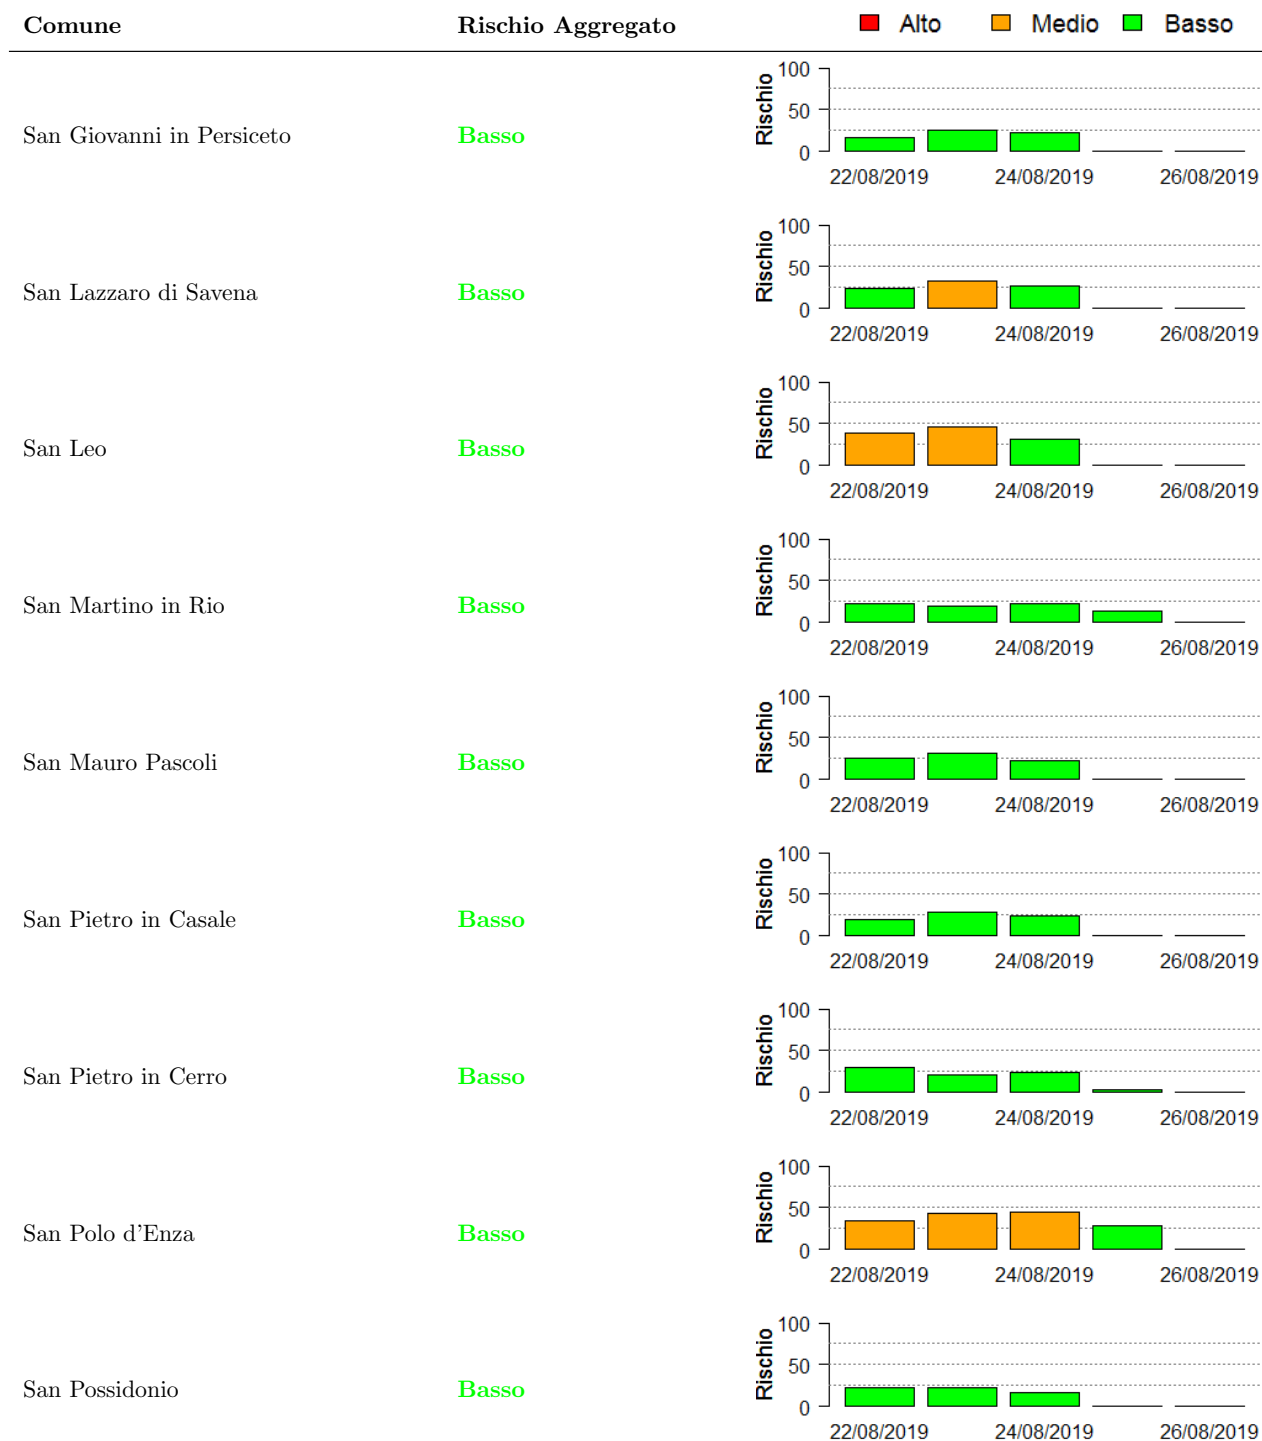 Comune Rischio Aggregato Alto Medio Basso
100
50
0
Rischio
San Giovanni in Persiceto Basso
22/08/2019 24/08/2019 26/08/2019
100
50
0
Rischio
San Lazzaro di Savena Basso
22/08/2019 24/08/2019 26/08/2019
100
50
0
Rischio
San Leo Basso
22/08/2019 24/08/2019 26/08/2019
100
50
0
Rischio
San Martino in Rio Basso
22/08/2019 24/08/2019 26/08/2019
100
50
0
Rischio
San Mauro Pascoli Basso
22/08/2019 24/08/2019 26/08/2019
100
50
0
Rischio
San Pietro in Casale Basso
22/08/2019 24/08/2019 26/08/2019
100
50
0
Rischio
San Pietro in Cerro Basso
22/08/2019 24/08/2019 26/08/2019
100
50
0
Rischio
San Polo d'Enza Basso
22/08/2019 24/08/2019 26/08/2019
100
50
0
Rischio
San Possidonio Basso
22/08/2019 24/08/2019 26/08/2019